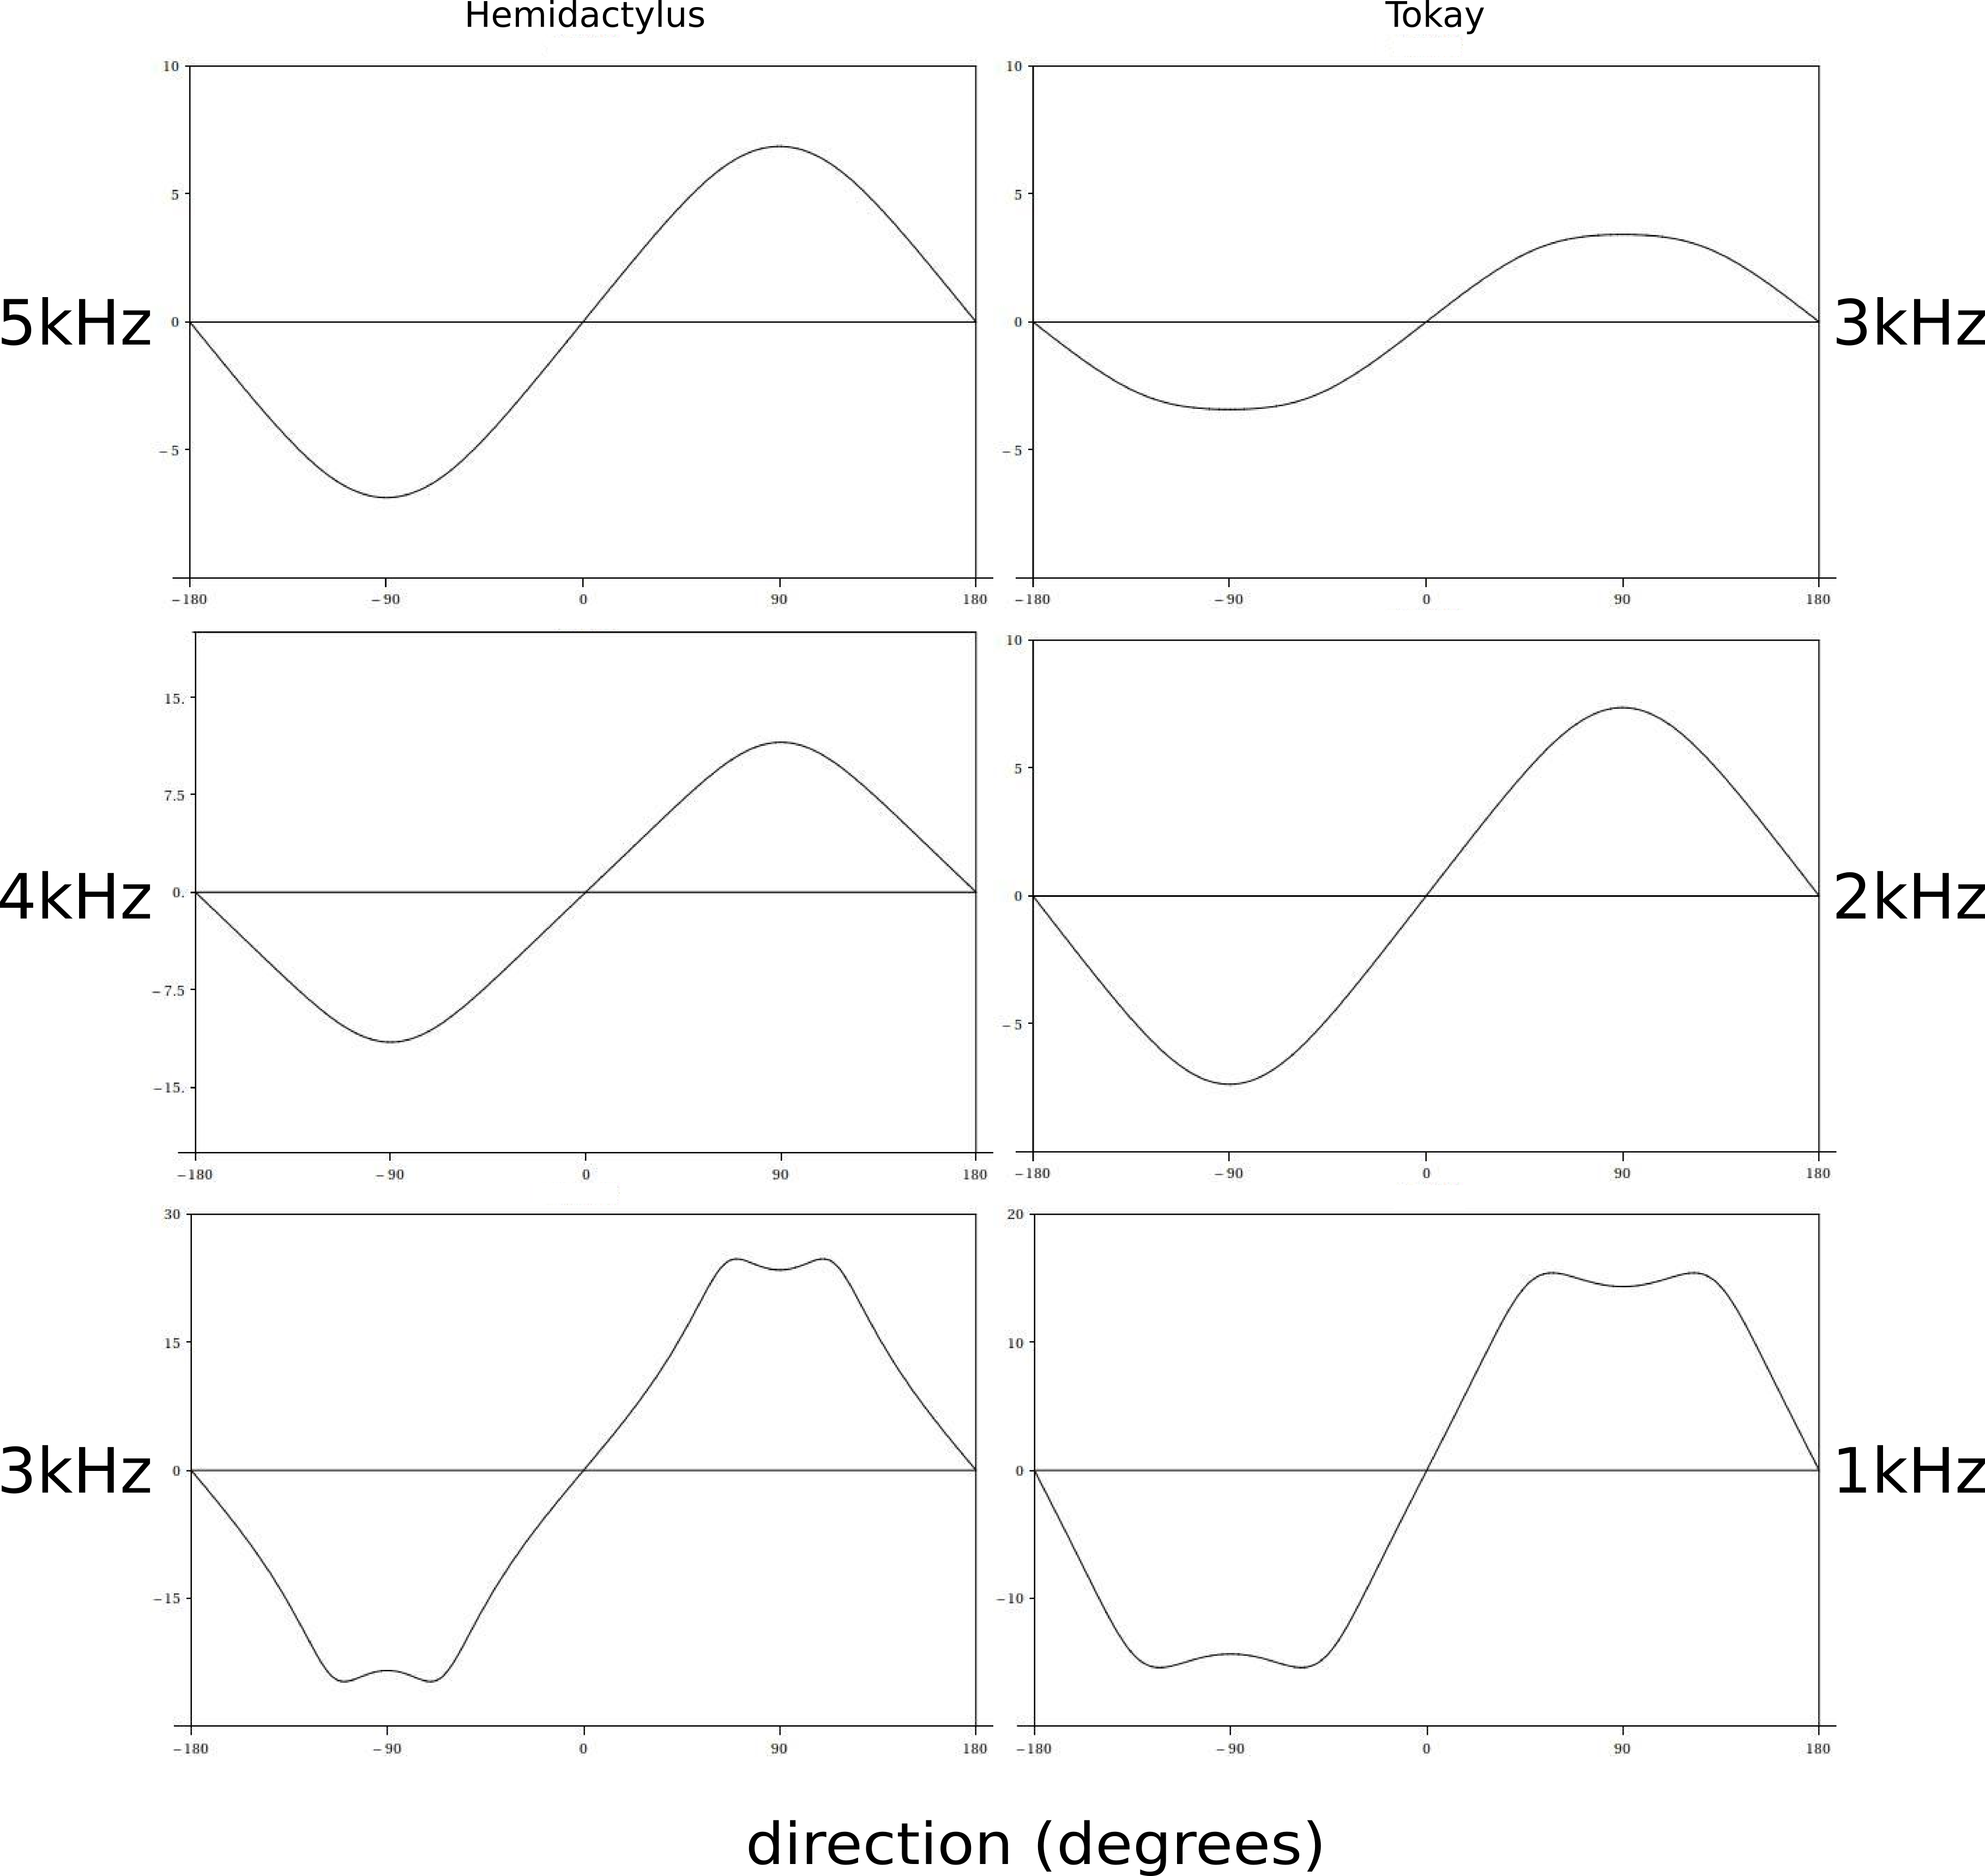 Hemidactylus Tokay
10 10
5 5
5kHz 0 0 3kHz
−5 −5
−180 −90 0 90 180 −180 −90 0 90 180
10
15.
7.5 5
4kHz 0. 0 2kHz
−7.5 −5
−15.
−180 −90 0 90 180 −180 −90 0 90 180
30 20
15 10
3kHz 0 0 1kHz
−15 −10
−180 −90 0 90 180 −180 −90 0 90 180
direction (degrees)